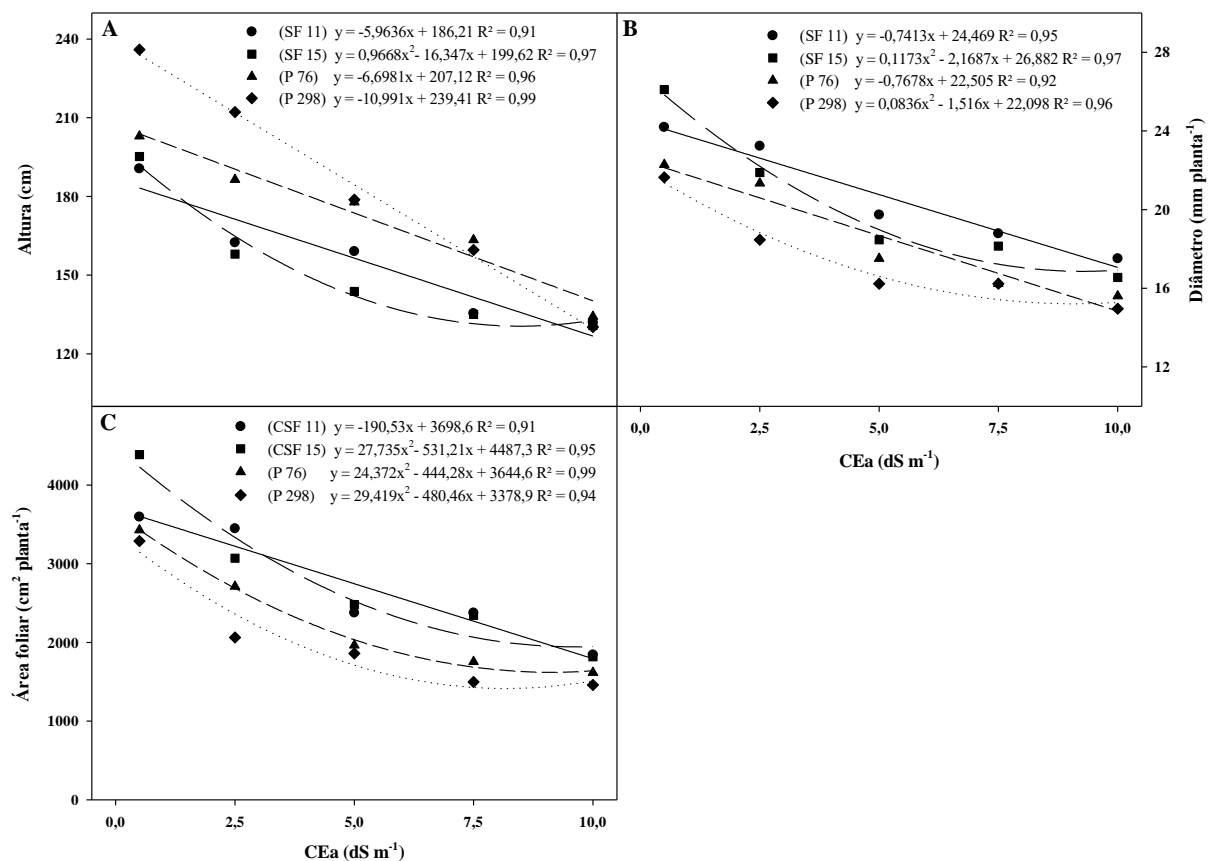 A
(SF 11) y = -5,9636x + 186,21 R² = 0,91
(SF 15) y = 0,9668x²- 16,347x + 199,62 R² = 0,97
(P 76) y = -6,6981x + 207,12 R² = 0,96
(P 298) y = -10,991x + 239,41 R² = 0,99
240
210
180
150
120
Altura (cm)
B
(SF 11) y = -0,7413x + 24,469 R² = 0,95
(SF 15) y = 0,1173x²- 2,1687x + 26,882 R² = 0,97
(P 76) y = -0,7678x + 22,505 R² = 0,92
(P 298) y = 0,0836x² - 1,516x + 22,098 R² = 0,96
28
24
20
16
12
Diâmetro (mm planta⁻¹)
0,0 2,5 5,0 7,5 10,0
CEa (dS m⁻¹)
C
(CSF 11) y = -190,53x + 3698,6 R² = 0,91
(CSF 15) y = 27,735x²- 531,21x + 4487,3 R² = 0,95
(P 76) y = 24,372x² - 444,28x + 3644,6 R² = 0,99
(P 298) y = 29,419x² - 480,46x + 3378,9 R² = 0,94
4000
3000
2000
1000
0
Área foliar (cm² planta⁻¹)
0,0 2,5 5,0 7,5 10,0
CEa (dS m⁻¹)